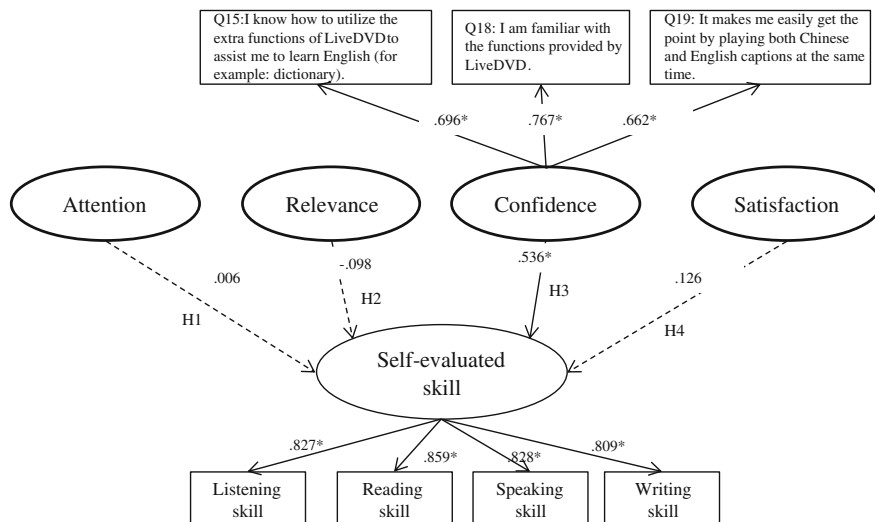 Q15:I know how to utilize the
extra functions of LiveDVD to
assist me to learn English (for
example: dictionary).
Q18: I am familiar with
the functions provided by
LiveDVD.
Q19: It makes me easily get the
point by playing both Chinese
and English captions at the same
time.
.696*
.767*
.662*
Attention
Relevance
Confidence
Satisfaction
.006
-.098
.536*
.126
H1
H2
H3
H4
Self-evaluated
skill
.827*
.859*
.828*
.809*
Listening
skill
Reading
skill
Speaking
skill
Writing
skill